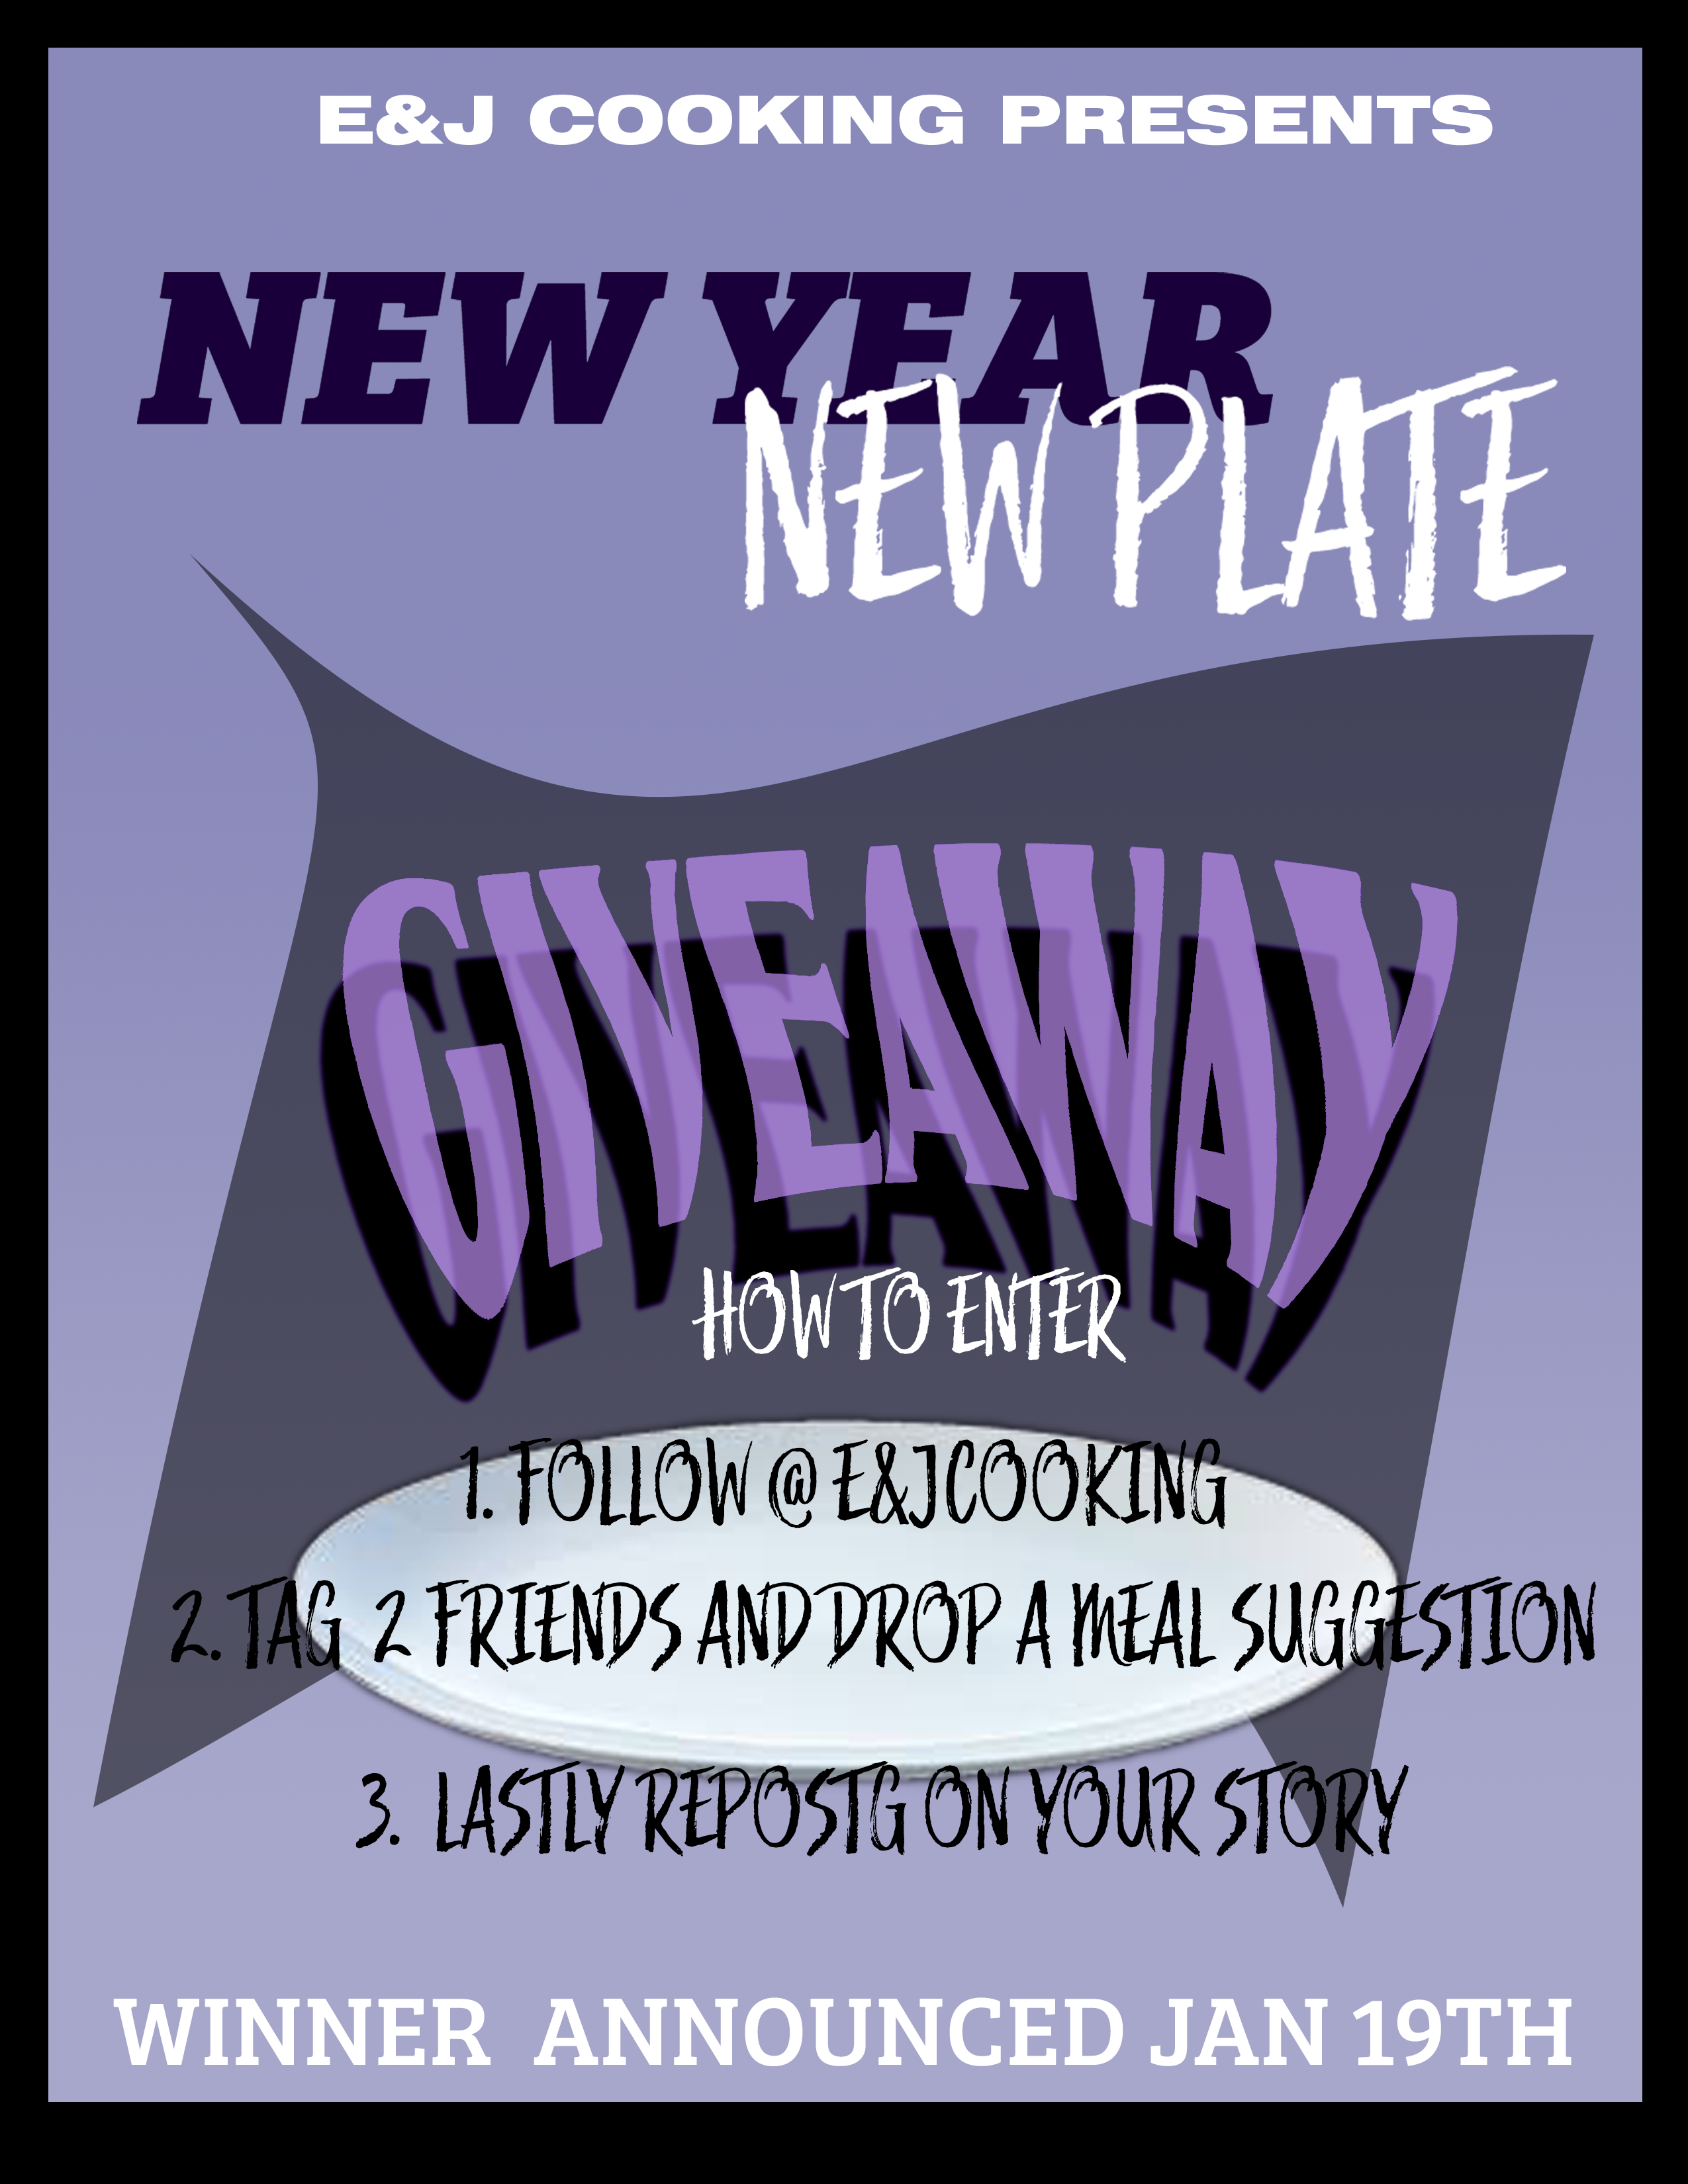 E&J COOKING PRESENTS
NEW YEAR
NEW PLATE
GIVEAWAY
HOW TO ENTER
1. FOLLOW @ E&JCOOKING
2. TAG 2 FRIENDS AND DROP A MEAL SUGGESTION
3. LASTLY REPOSTG ON YOUR STORY
WINNER ANNOUNCED JAN 19TH